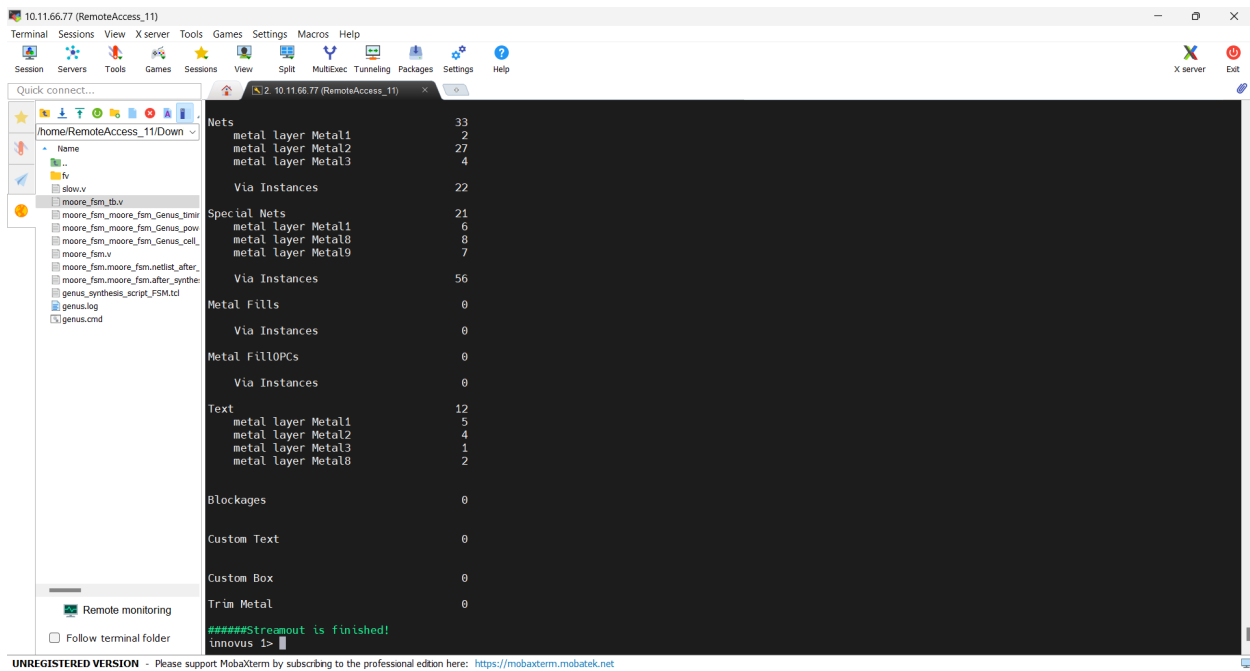 10.11.66.77 (RemoteAccess_11)
Terminal Sessions View X server Tools Games Settings Macros Help
Session Servers Tools Games Sessions View Split MultiExec Tunneling Packages Settings Help X server Exit
Quick connect...
2. 10.11.66.77 (RemoteAccess_11)
/home/RemoteAccess_11/Down
Name
..
fv
slow.v
moore_fsm_tb.v
moore_fsm_moore_fsm_Genus_timir
moore_fsm_moore_fsm_Genus_pow
moore_fsm_moore_fsm_Genus_cell_
moore_fsm.v
moore_fsm.moore_fsm.netlist_after_
moore_fsm.moore_fsm.after_synthe
genus_synthesis_script_FSM.tcl
genus.log
genus.cmd
Remote monitoring
Follow terminal folder
Nets 33
metal layer Metal1 2
metal layer Metal2 27
metal layer Metal3 4
Via Instances 22
Special Nets 21
metal layer Metal1 6
metal layer Metal8 8
metal layer Metal9 7
Via Instances 56
Metal Fills 0
Via Instances 0
Metal FillOPCs 0
Via Instances 0
Text 12
metal layer Metal1 5
metal layer Metal2 4
metal layer Metal3 1
metal layer Metal8 2
Blockages 0
Custom Text 0
Custom Box 0
Trim Metal 0
######Streamout is finished!
innovus 1>
UNREGISTERED VERSION - Please support MobaXterm by subscribing to the professional edition here: https://mobaxterm.mobatek.net